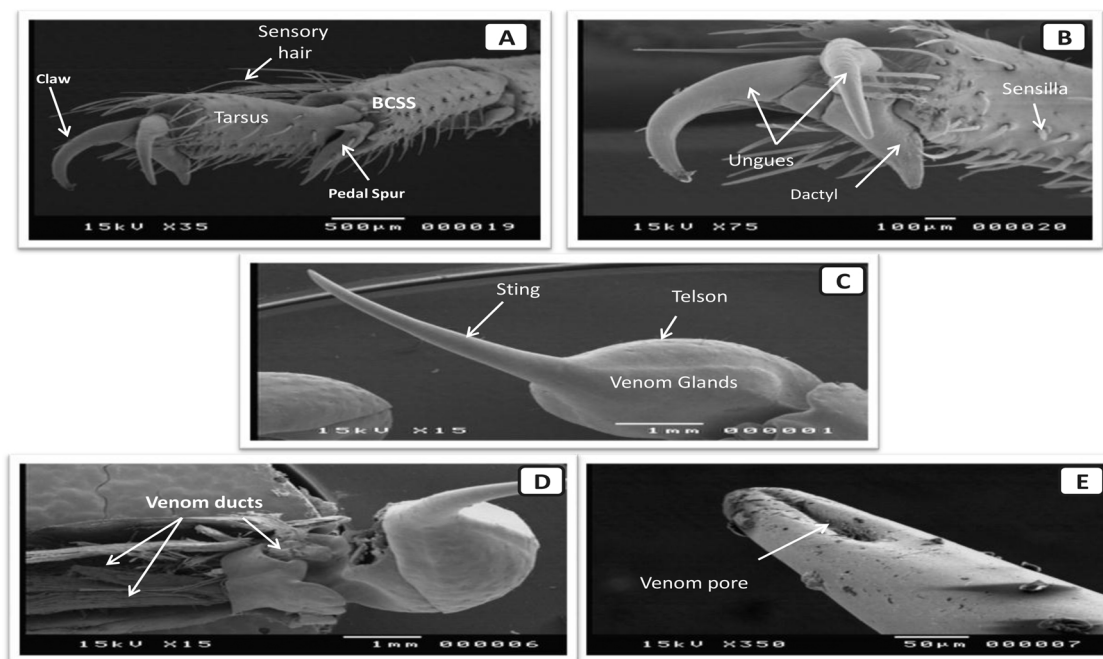 A
Sensory
hair
Claw
BCSS
Tarsus
Pedal Spur
15kV X35 500µm 000019
B
Sensilla
Ungues
Dactyl
15kV X75 100µm 000020
C
Sting
Telson
Venom Glands
15kV X15 1mm 000001
D
Venom ducts
15kV X15 1mm 000006
E
Venom pore
15kV X350 50µm 000007